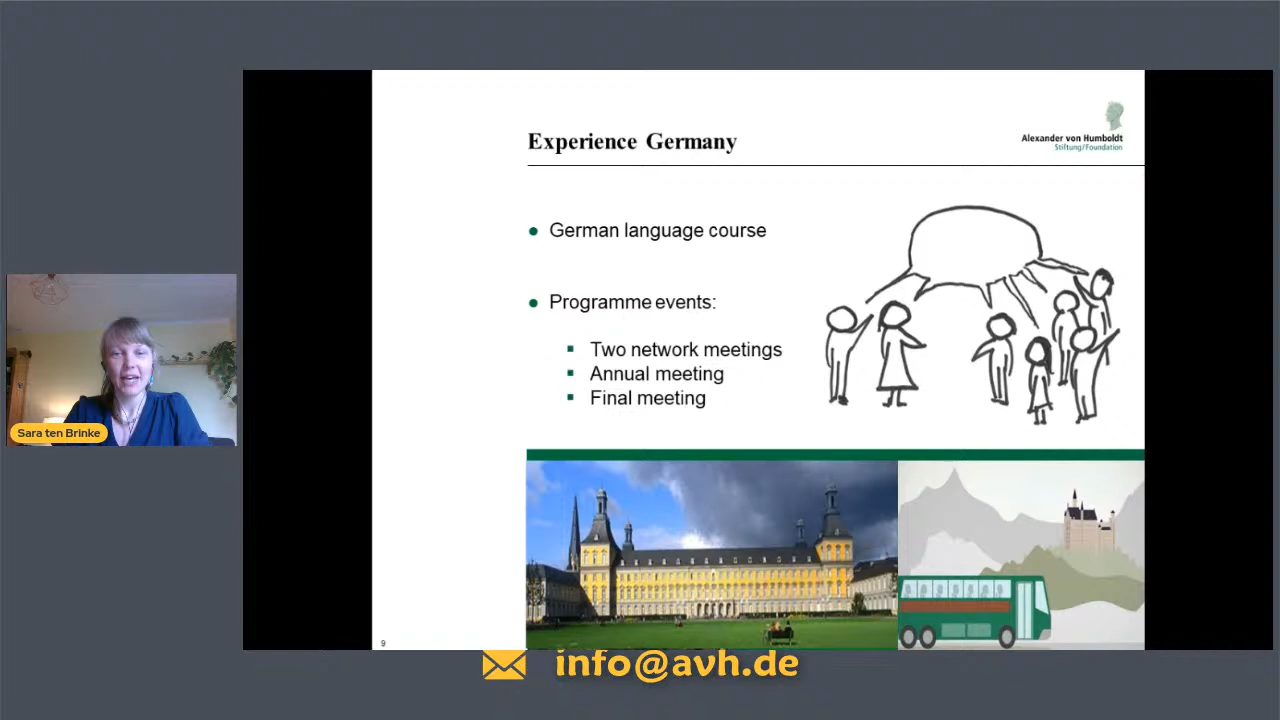 Experience Germany
Alexander von Humboldt
Stiftung/Foundation
German language course
Programme events:
Two network meetings
Annual meeting
Final meeting
Sara ten Brinke
9
info@avh.de